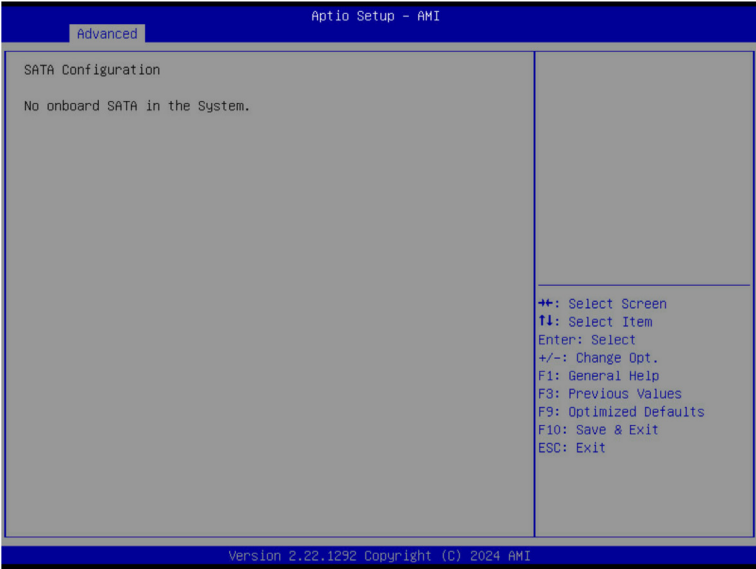 Aptio Setup – AMI
Advanced
SATA Configuration
No onboard SATA in the System.
→←: Select Screen
↑↓: Select Item
Enter: Select
+/-: Change Opt.
F1: General Help
F3: Previous Values
F9: Optimized Defaults
F10: Save & Exit
ESC: Exit
Version 2.22.1292 Copyright (C) 2024 AMI